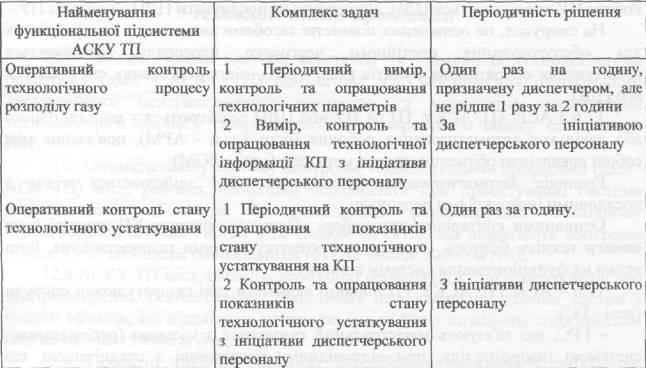 Найменування
функціональної підсистеми
АСКУ ТП
Комплекс задач
Періодичність рішення
Оперативний контроль
технологічного процесу
розподілу газу
1 Періодичний вимір,
контроль та опрацювання
технологічних параметрів
2 Вимір, контроль та
опрацювання технологічної
інформації КП з ініціативи
диспетчерського персоналу
Один раз на годину,
призначену диспетчером, але
не рідше 1 разу за 2 години
За ініціативою
диспетчерського персоналу
Оперативний контроль стану
технологічного устаткування
1 Періодичний контроль та
опрацювання показників
стану технологічного
устаткування на КП
2 Контроль та опрацювання
показників стану
технологічного устаткування
з ініціативи диспетчерського
персоналу
Один раз за годину.
З ініціативи диспетчерського
персоналу